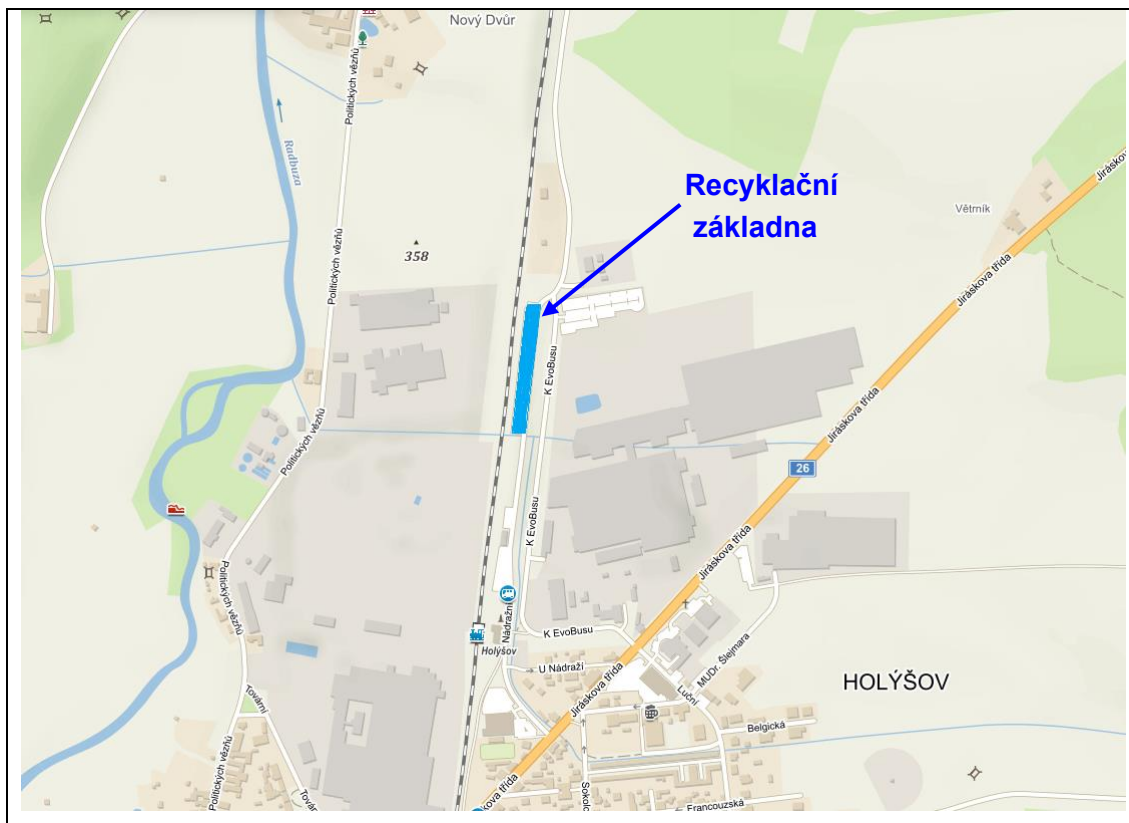 Nový Dvůr
Politických vězňů
Radbuza
Jiráskova třída
Recyklační
základna
Větrník
358
Politických vězňů
Jiráskova třída
K EvoBusu
Jiráskova třída
Politických vězňů
26
K EvoBusu
Jiráskova třída
Politických vězňů
Nádražní
K EvoBusu
Holýšov
MUDr. Šlejmara
U Nádraží
HOLÝŠOV
Luční
Jiráskova třída
Tovární
Belgická
Politických vězňů
Francouzská